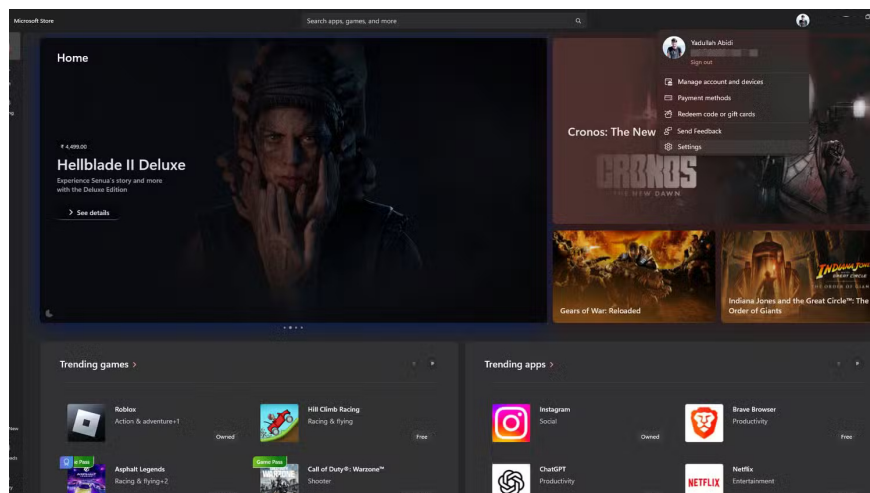 Microsoft Store
Search apps, games, and more
Yadullah Abidi
Sign out
Manage account and devices
Payment methods
Redeem code or gift cards
Send Feedback
Settings
Home
₹ 4,499.00
Hellblade II Deluxe
Experience Senua's story and more
with the Deluxe Edition
See details
Cronos: The New
CRONOS
THE NEW DAWN
Gears of War: Reloaded
INDIANA JONES
GREAT CIRCLE
Indiana Jones and the Great Circle™: The
Order of Giants
Trending games
Roblox
Action & adventure+1
Owned
Hill Climb Racing
Racing & flying
Free
Asphalt Legends
Racing & flying+2
Game Pass
WARZONE
Call of Duty®: Warzone™
Shooter
Trending apps
Instagram
Social
Owned
Brave Browser
Productivity
Free
ChatGPT
Productivity
NETFLIX
Netflix
Entertainment